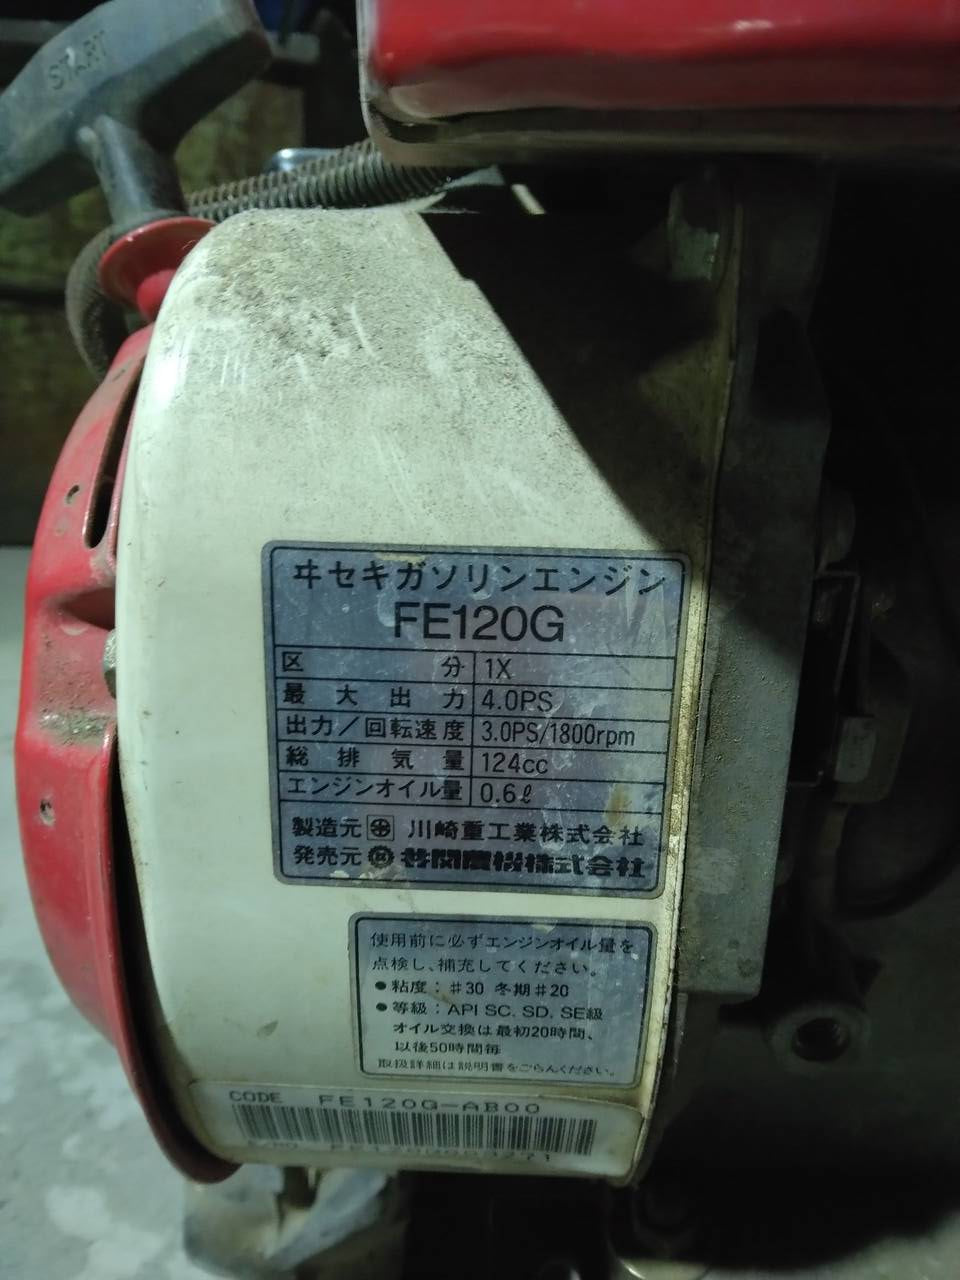 START
ヰセキガソリンエンジン
FE120G
区分 1X
最大出力 4.0PS
出力/回転速度 3.0PS/1800rpm
総排気量 124cc
エンジンオイル量 0.6ℓ
製造元 川崎重工業株式会社
発売元 井関農機株式会社
使用前に必ずエンジンオイル量を
点検し、補充してください。
●粘度:#30 冬期#20
●等級:API SC, SD, SE級
オイル交換は最初20時間、
以後50時間毎
取扱詳細は説明書をごらんください。
CODE FE120G-AB00